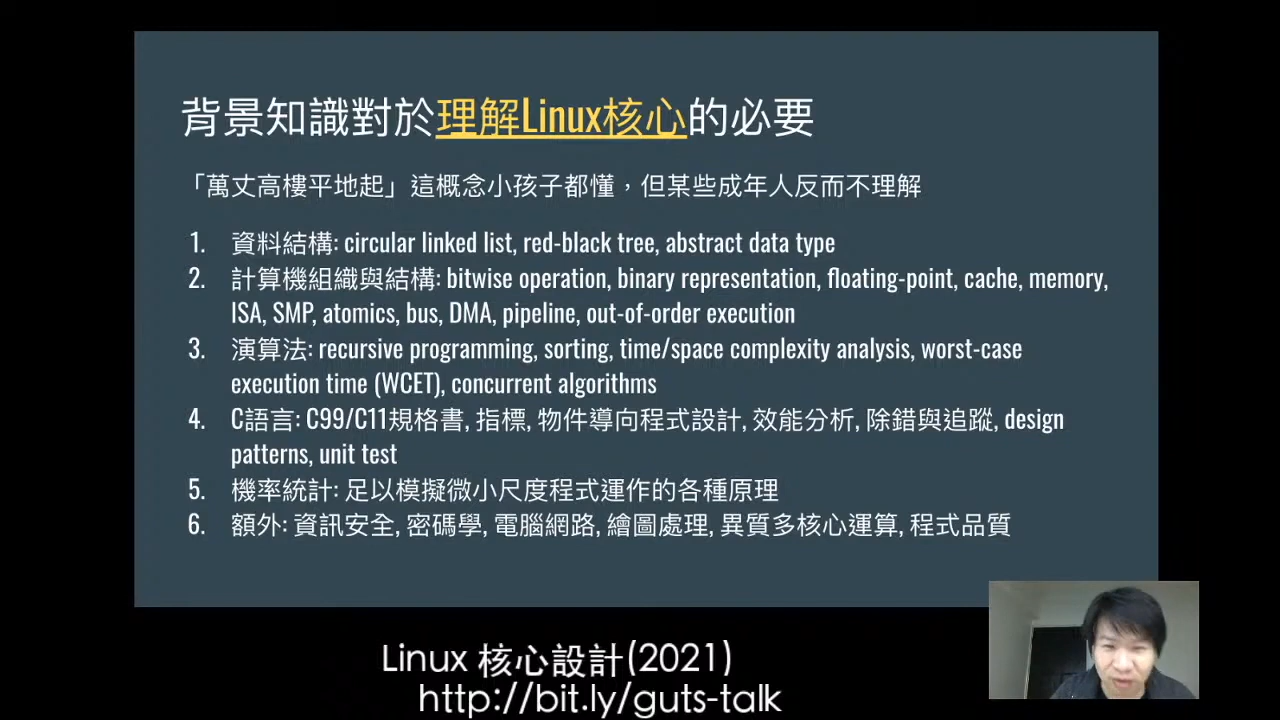 背景知識對於理解Linux核心的必要
「萬丈高樓平地起」這概念小孩子都懂，但某些成年人反而不理解
1. 資料結構: circular linked list, red-black tree, abstract data type
2. 計算機組織與結構: bitwise operation, binary representation, floating-point, cache, memory,
ISA, SMP, atomics, bus, DMA, pipeline, out-of-order execution
3. 演算法: recursive programming, sorting, time/space complexity analysis, worst-case
execution time (WCET), concurrent algorithms
4. C語言: C99/C11規格書, 指標, 物件導向程式設計, 效能分析, 除錯與追蹤, design
patterns, unit test
5. 機率統計: 足以模擬微小尺度程式運作的各種原理
6. 額外: 資訊安全, 密碼學, 電腦網路, 繪圖處理, 異質多核心運算, 程式品質
Linux 核心設計(2021)
http://bit.ly/guts-talk